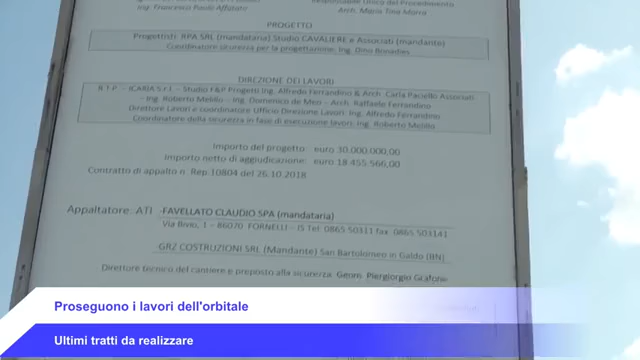 Ing. Francesco Paolo Affatato
Responsabile Unico del Procedimento
Arch. Maria Tina Morra
PROGETTO
Progettisti: RPA SRL (mandataria) Studio CAVALIERE e Associati (mandante)
Coordinatore sicurezza per la progettazione: Ing. Dino Bonadies
DIREZIONE DEI LAVORI
R.T.P. – ICARIA S.r.l. – Studio F&P Progetti Ing. Alfredo Ferrandino & Arch. Carla Paciello Associati
– Ing. Roberto Melillo – Ing. Domenico de Meo – Arch. Raffaele Ferrandino
Direttore Lavori e coordinatore Ufficio Direzione Lavori: Ing. Alfredo Ferrandino
Coordinatore della sicurezza in fase di esecuzione lavori: Ing. Roberto Melillo
Importo del progetto: euro 30.000.000,00
Importo netto di aggiudicazione: euro 18.455.566,00
Contratto di appalto n. Rep.10804 del 26.10.2018
Appaltatore: ATI -FAVELLATO CLAUDIO SPA (mandataria)
Via Bivio, 1 – 86070 FORNELLI – IS Tel: 0865.50311 fax 0865.503141
GRZ COSTRUZIONI SRL (Mandante) San Bartolomeo in Galdo (BN)
Direttore tecnico del cantiere e preposto alla sicurezza: Geom. Piergiorgio Grafone
Proseguono i lavori dell'orbitale
Ultimi tratti da realizzare